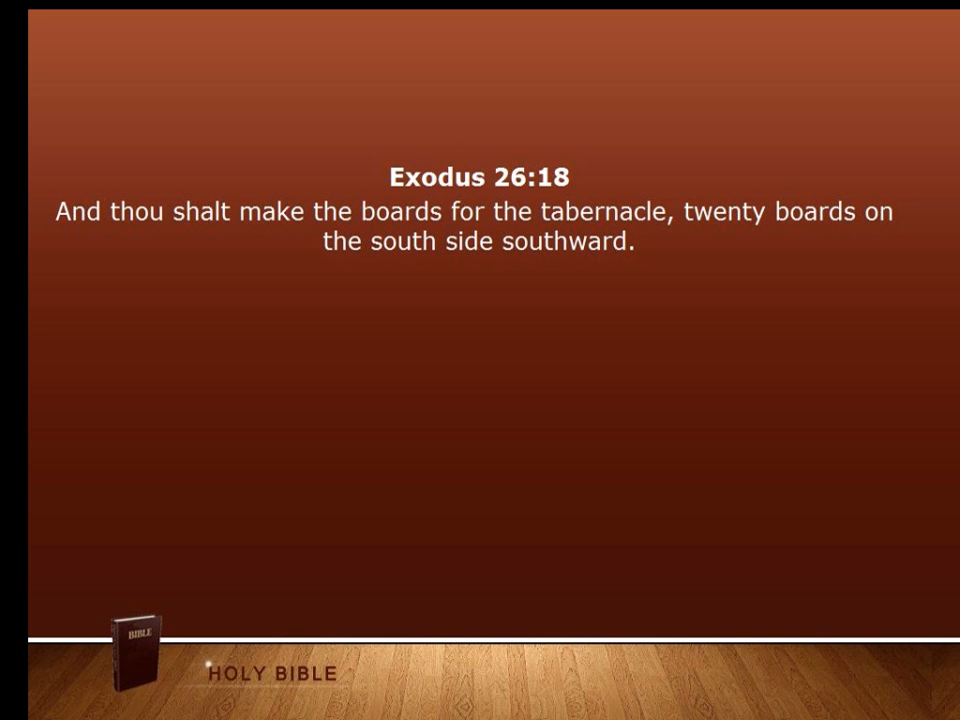 Exodus 26:18
And thou shalt make the boards for the tabernacle, twenty boards on
the south side southward.
BIBLE
HOLY BIBLE